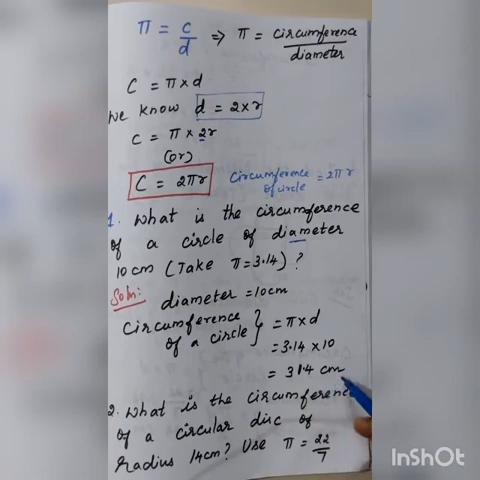 π = c/d ⇒ π = circumference/diameter
C = π × d
We know d = 2 × r
C = π × 2r
(or)
C = 2πr circumference of circle = 2πr
1. What is the circumference
of a circle of diameter
10cm (Take π = 3.14) ?
Soln: diameter = 10cm
circumference of a circle } = π × d
= 3.14 × 10
= 31.4 cm
2. What is the circumference
of a circular disc of
radius 14cm? Use π = 22/7
InShOt